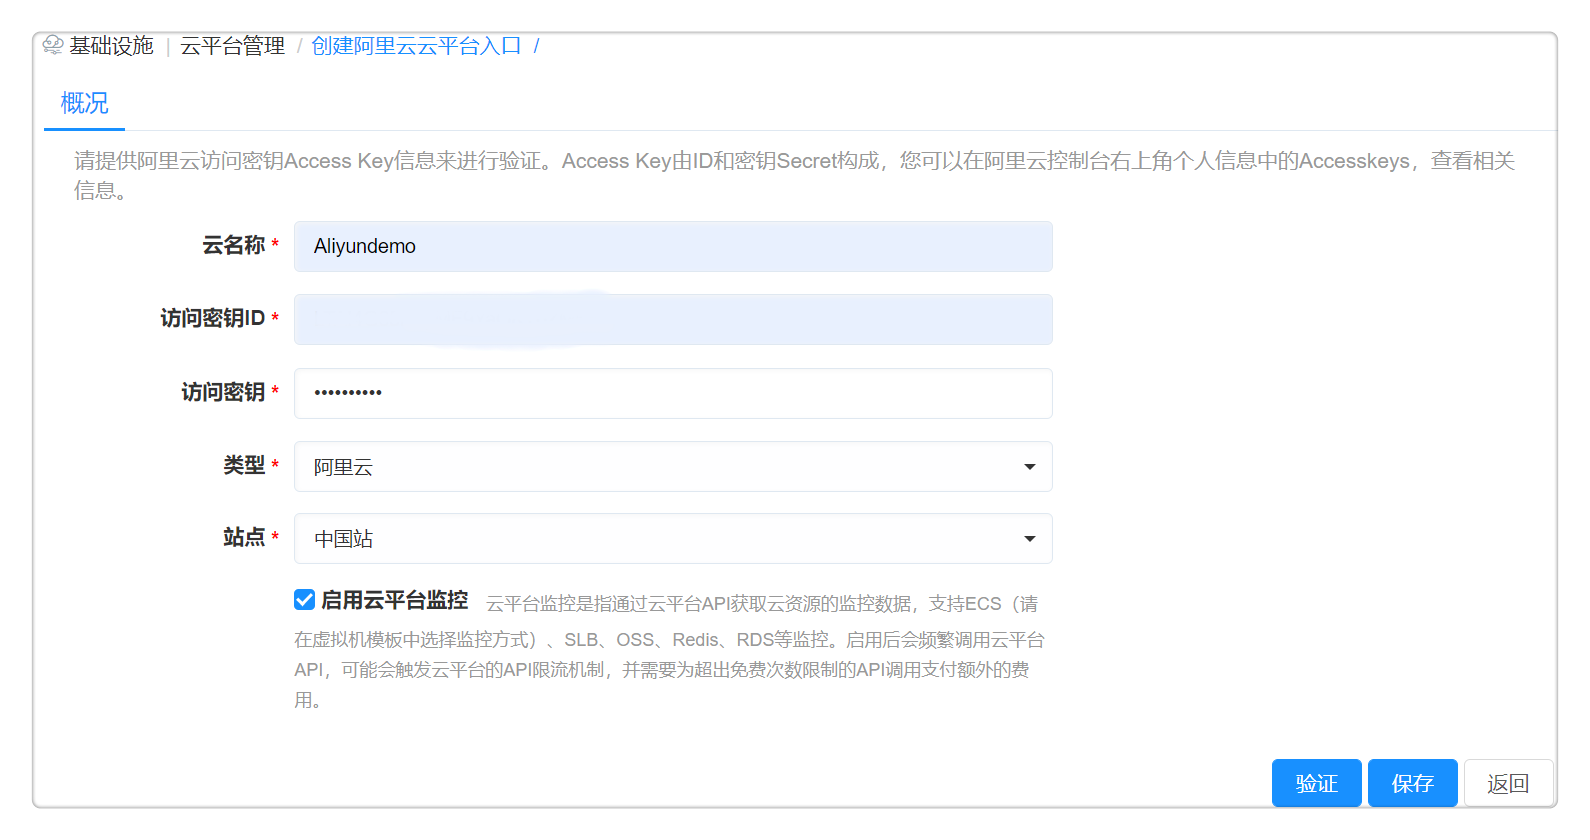 基础设施 | 云平台管理 / 创建阿里云云平台入口 /
概况
请提供阿里云访问密钥Access Key信息来进行验证。Access Key由ID和密钥Secret构成，您可以在阿里云控制台右上角个人信息中的Accesskeys，查看相关
信息。
云名称 * Aliyundemo
访问密钥ID *
访问密钥 * ••••••••••
类型 * 阿里云
站点 * 中国站
启用云平台监控 云平台监控是指通过云平台API获取云资源的监控数据，支持ECS（请
在虚拟机模板中选择监控方式）、SLB、OSS、Redis、RDS等监控。启用后会频繁调用云平台
API，可能会触发云平台的API限流机制，并需要为超出免费次数限制的API调用支付额外的费
用。
验证 保存 返回